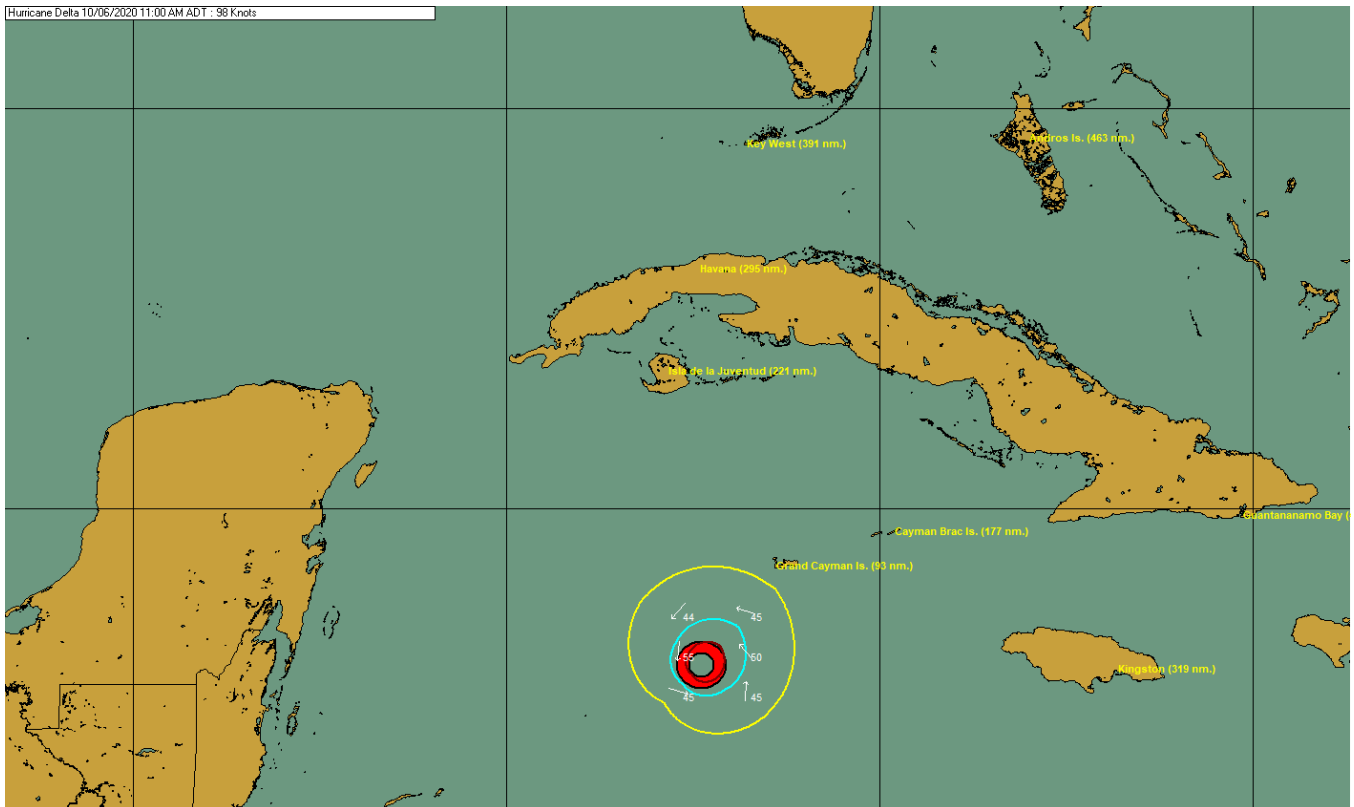 Hurricane Delta 10/06/2020 11:00 AM ADT : 98 Knots
Andros Is. (463 nm.)
Key West (391 nm.)
Havana (295 nm.)
Isla de la Juventud (221 nm.)
Guantananamo Bay (
Cayman Brac Is. (177 nm.)
Grand Cayman Is. (93 nm.)
44
45
55
50
45
45
Kingston (319 nm.)